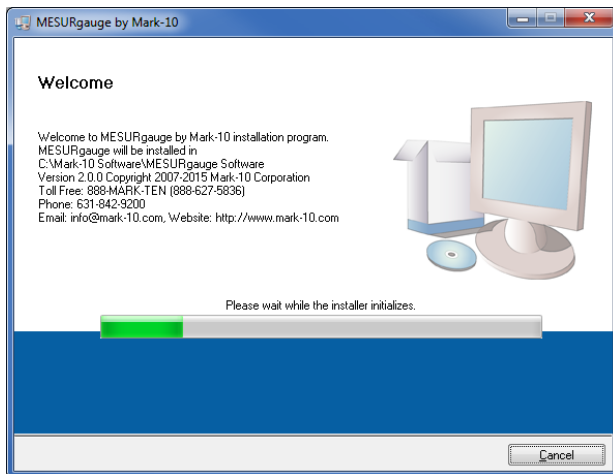 MESURgauge by Mark-10
Welcome
Welcome to MESURgauge by Mark-10 installation program.
MESURgauge will be installed in
C:\Mark-10 Software\MESURgauge Software
Version 2.0.0 Copyright 2007-2015 Mark-10 Corporation
Toll Free: 888-MARK-TEN (888-627-5836)
Phone: 631-842-9200
Email: info@mark-10.com, Website: http://www.mark-10.com
Please wait while the installer initializes.
Cancel